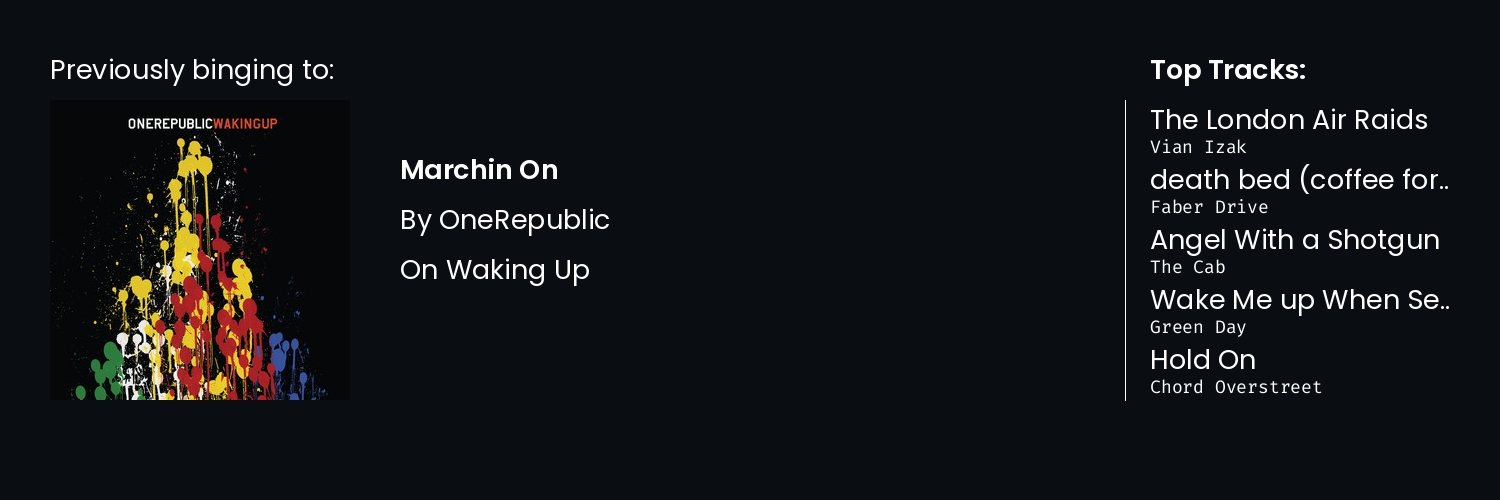 Previously binging to:
ONEREPUBLICWAKINGUP
Marchin On
By OneRepublic
On Waking Up
Top Tracks:
The London Air Raids
Vian Izak
death bed (coffee for..
Faber Drive
Angel With a Shotgun
The Cab
Wake Me up When Se..
Green Day
Hold On
Chord Overstreet